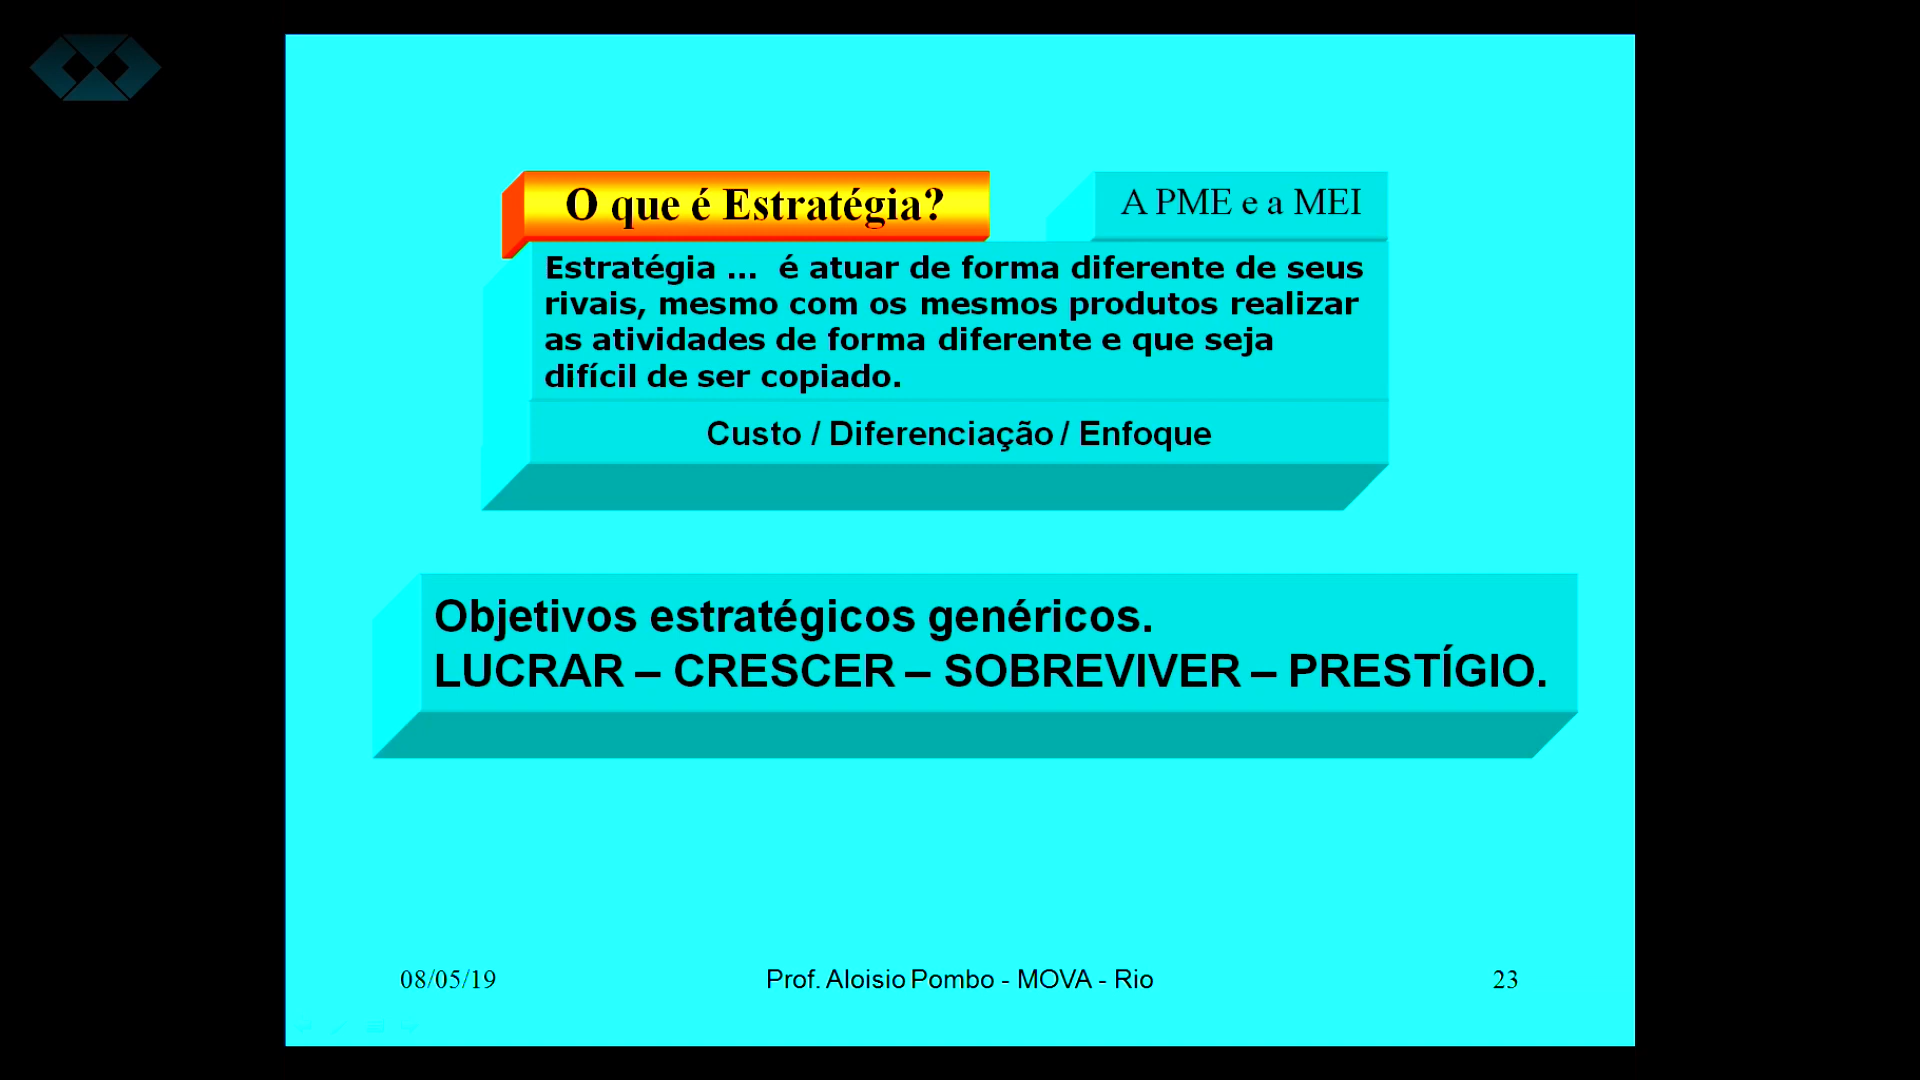 O que é Estratégia?
A PME e a MEI
Estratégia ... é atuar de forma diferente de seus
rivais, mesmo com os mesmos produtos realizar
as atividades de forma diferente e que seja
difícil de ser copiado.
Custo / Diferenciação / Enfoque
Objetivos estratégicos genéricos.
LUCRAR – CRESCER – SOBREVIVER – PRESTÍGIO.
08/05/19
Prof. Aloisio Pombo - MOVA - Rio
23